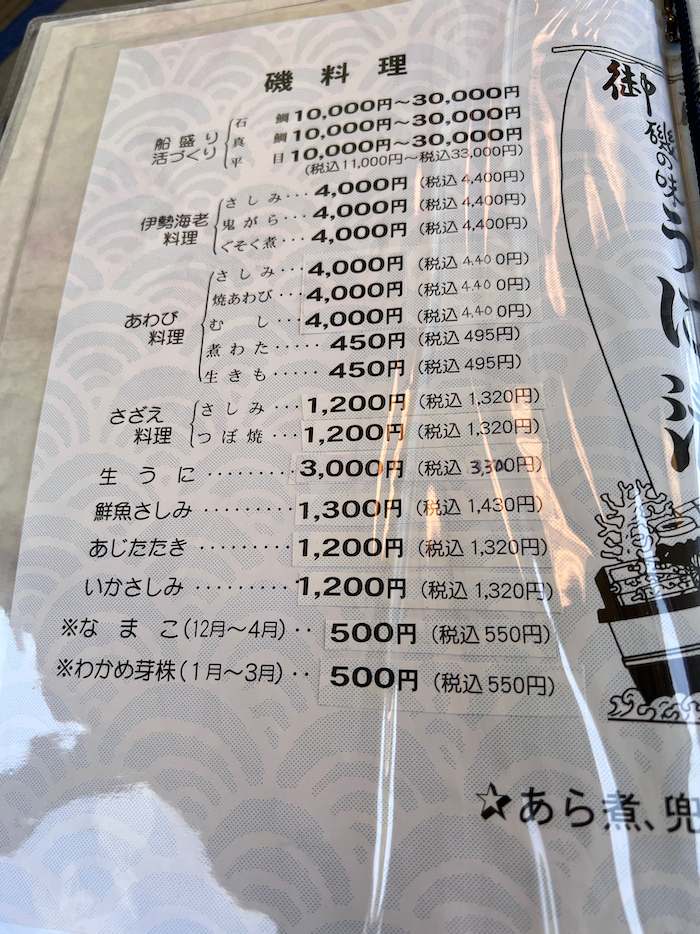 磯料理
船盛り
活づくり
石鯛 10,000円〜30,000円
真鯛 10,000円〜30,000円
平目 10,000円〜30,000円
(税込11,000円〜税込33,000円)
伊勢海老
料理
さしみ・・・4,000円 (税込4,400円)
鬼がら・・・4,000円 (税込4,400円)
ぐそく煮・・・4,000円 (税込4,400円)
あわび
料理
さしみ・・・4,000円 (税込4,400円)
焼あわび・・・4,000円 (税込4,400円)
むし・・・4,000円 (税込4,400円)
煮わた・・・・・450円 (税込495円)
生きも・・・・・450円 (税込495円)
さざえ
料理
さしみ・・・1,200円 (税込1,320円)
つぼ焼・・・1,200円 (税込1,320円)
生うに・・・・・・・・・3,000円 (税込3,300円)
鮮魚さしみ・・・・・・・・・1,300円 (税込1,430円)
あじたたき・・・・・・・・・1,200円 (税込1,320円)
いかさしみ・・・・・・・・・1,200円 (税込1,320円)
※なまこ(12月〜4月)・・500円 (税込550円)
※わかめ芽株(1月〜3月)・・500円 (税込550円)
御
磯の味
☆あら煮、兜